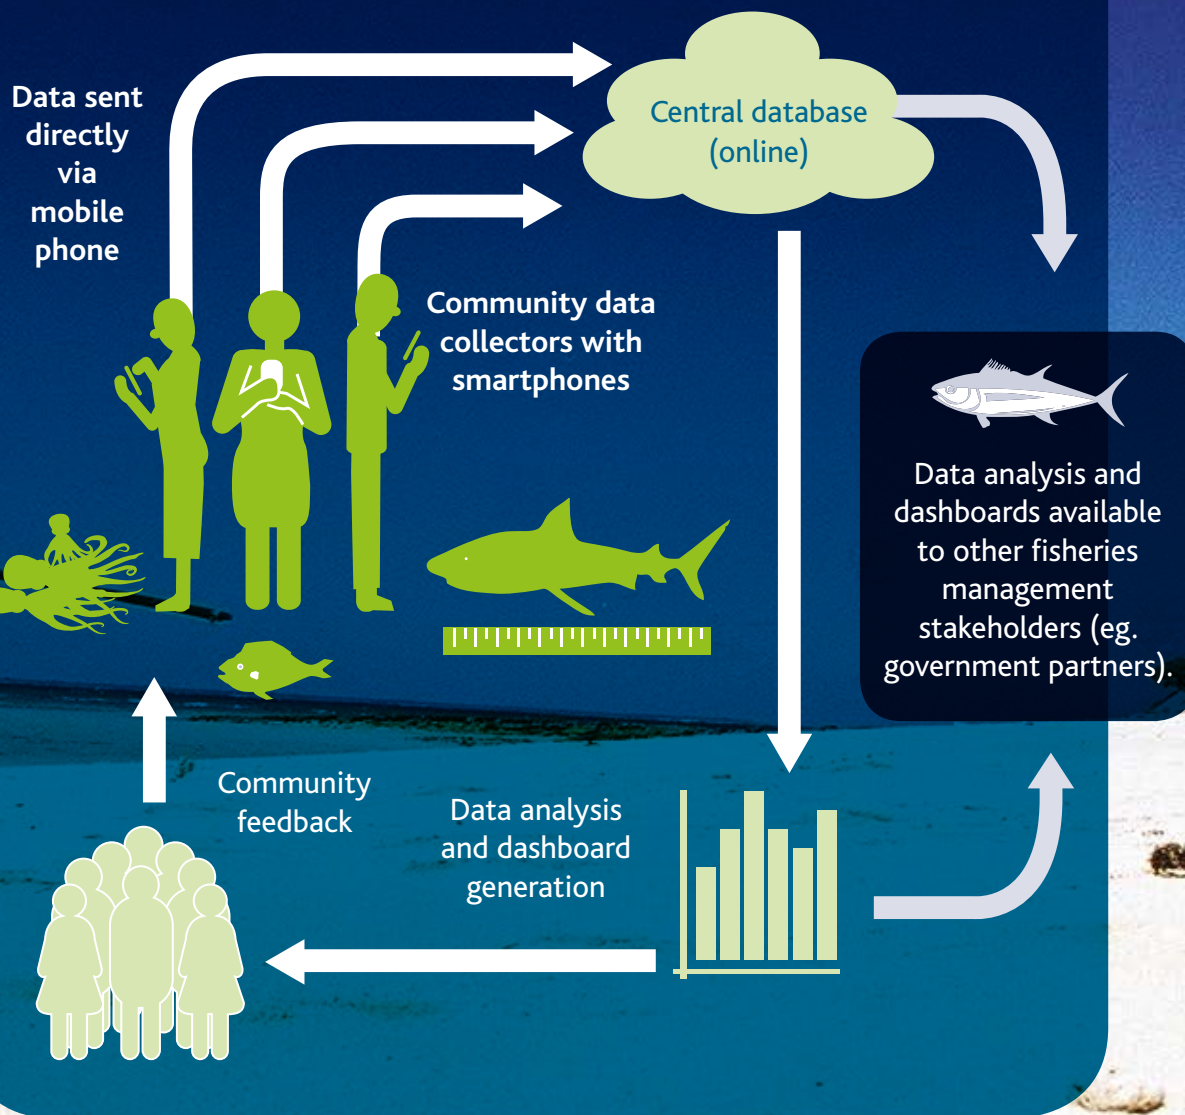 Data sent
directly
via
mobile
phone
Central database
(online)
Community data
collectors with
smartphones
Data analysis and
dashboards available
to other fisheries
management
stakeholders (eg.
government partners).
Community
feedback
Data analysis
and dashboard
generation